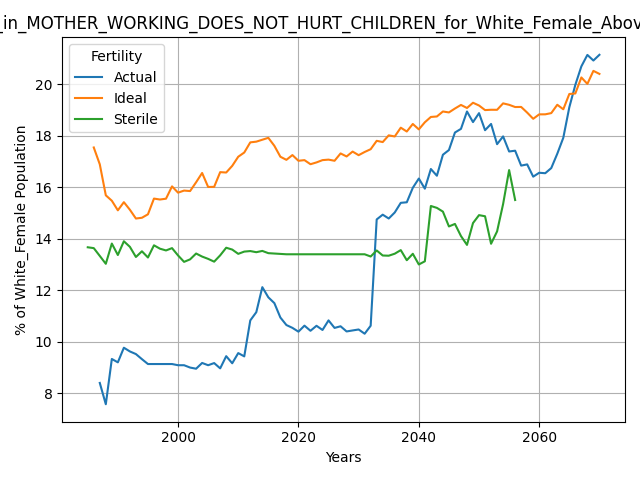 _in_MOTHER_WORKING_DOES_NOT_HURT_CHILDREN_for_White_Female_Abov
Fertility
Actual
Ideal
Sterile
% of White_Female Population
20
18
16
14
12
10
8
2000 2020 2040 2060
Years